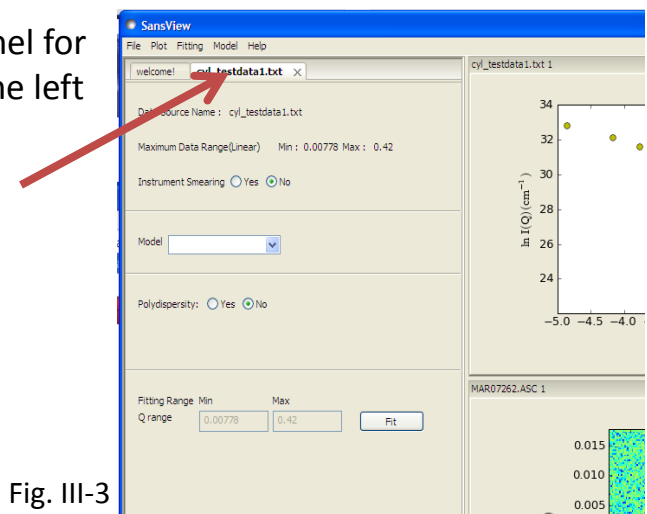 nel for
ne left
SansView
File Plot Fitting Model Help
welcome! cyl_testdata1.txt
Data Source Name : cyl_testdata1.txt
Maximum Data Range(Linear) Min : 0.00778 Max : 0.42
Instrument Smearing Yes No
Model
Polydispersity: Yes No
Fitting Range Min Max
Q range 0.00778 0.42 Fit
cyl_testdata1.txt 1
34
32
30
28
26
24
ln I(Q)(cm⁻¹)
−5.0 −4.5 −4.0
MAR07262.ASC 1
0.015
0.010
0.005
Fig. III-3